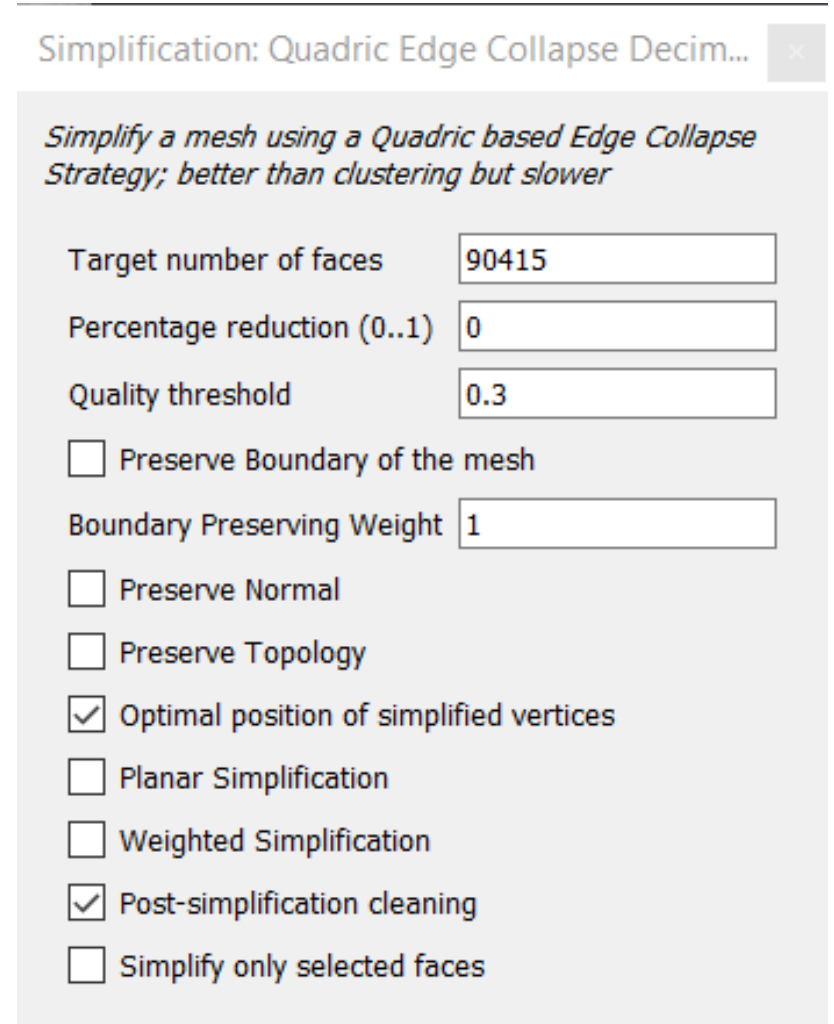 Simplification: Quadric Edge Collapse Decim...
Simplify a mesh using a Quadric based Edge Collapse
Strategy; better than clustering but slower
Target number of faces 90415
Percentage reduction (0..1) 0
Quality threshold 0.3
Preserve Boundary of the mesh
Boundary Preserving Weight 1
Preserve Normal
Preserve Topology
Optimal position of simplified vertices
Planar Simplification
Weighted Simplification
Post-simplification cleaning
Simplify only selected faces